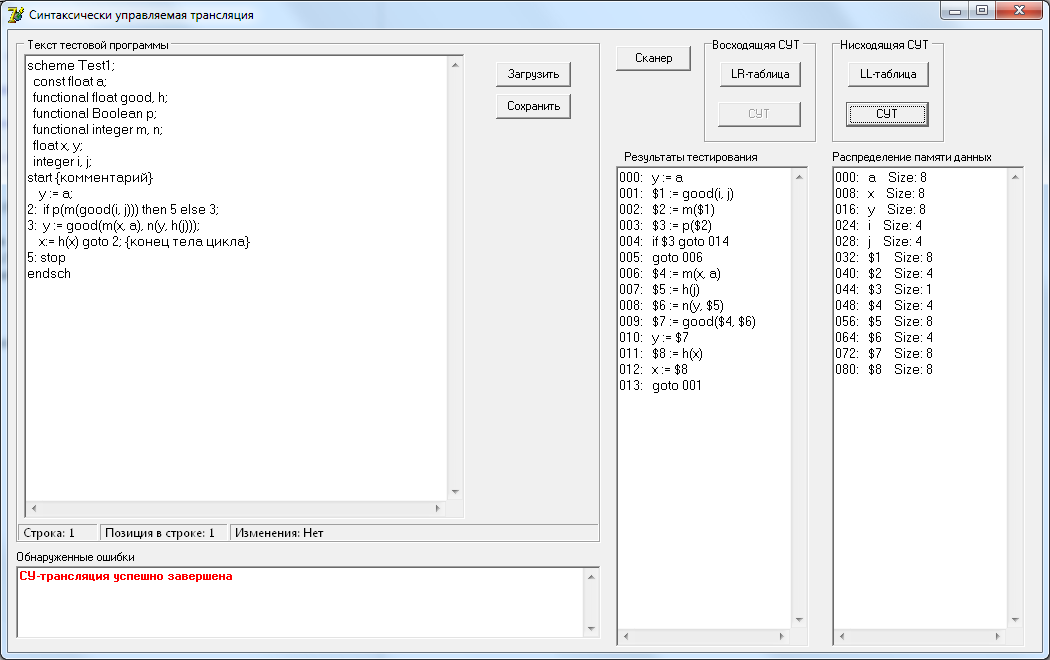 Синтаксически управляемая трансляция
Текст тестовой программы
scheme Test1;
const float a;
functional float good, h;
functional Boolean p;
functional integer m, n;
float x, y;
integer i, j;
start {комментарий}
y := a;
2: if p(m(good(i, j))) then 5 else 3;
3: y := good(m(x, a), n(y, h(j)));
x:= h(x) goto 2; {конец тела цикла}
5: stop
endsch
Загрузить
Сохранить
Строка: 1
Позиция в строке: 1
Изменения: Нет
Обнаруженные ошибки
СУ-трансляция успешно завершена
Сканер
Восходящяя СУТ
LR-таблица
СУТ
Нисходящяя СУТ
LL-таблица
СУТ
Результаты тестирования
000: y := a
001: $1 := good(i, j)
002: $2 := m($1)
003: $3 := p($2)
004: if $3 goto 014
005: goto 006
006: $4 := m(x, a)
007: $5 := h(j)
008: $6 := n(y, $5)
009: $7 := good($4, $6)
010: y := $7
011: $8 := h(x)
012: x := $8
013: goto 001
Распределение памяти данных
000: a Size: 8
008: x Size: 8
016: y Size: 8
024: i Size: 4
028: j Size: 4
032: $1 Size: 8
040: $2 Size: 4
044: $3 Size: 1
048: $4 Size: 4
056: $5 Size: 8
064: $6 Size: 4
072: $7 Size: 8
080: $8 Size: 8